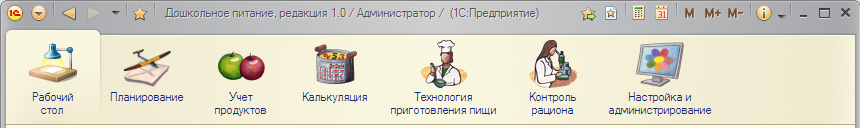 Дошкольное питание, редакция 1.0 / Администратор / (1С:Предприятие)
31 M M+ M-
Рабочий стол
Планирование
Учет продуктов
Калькуляция
Технология приготовления пищи
Контроль рациона
Настройка и администрирование